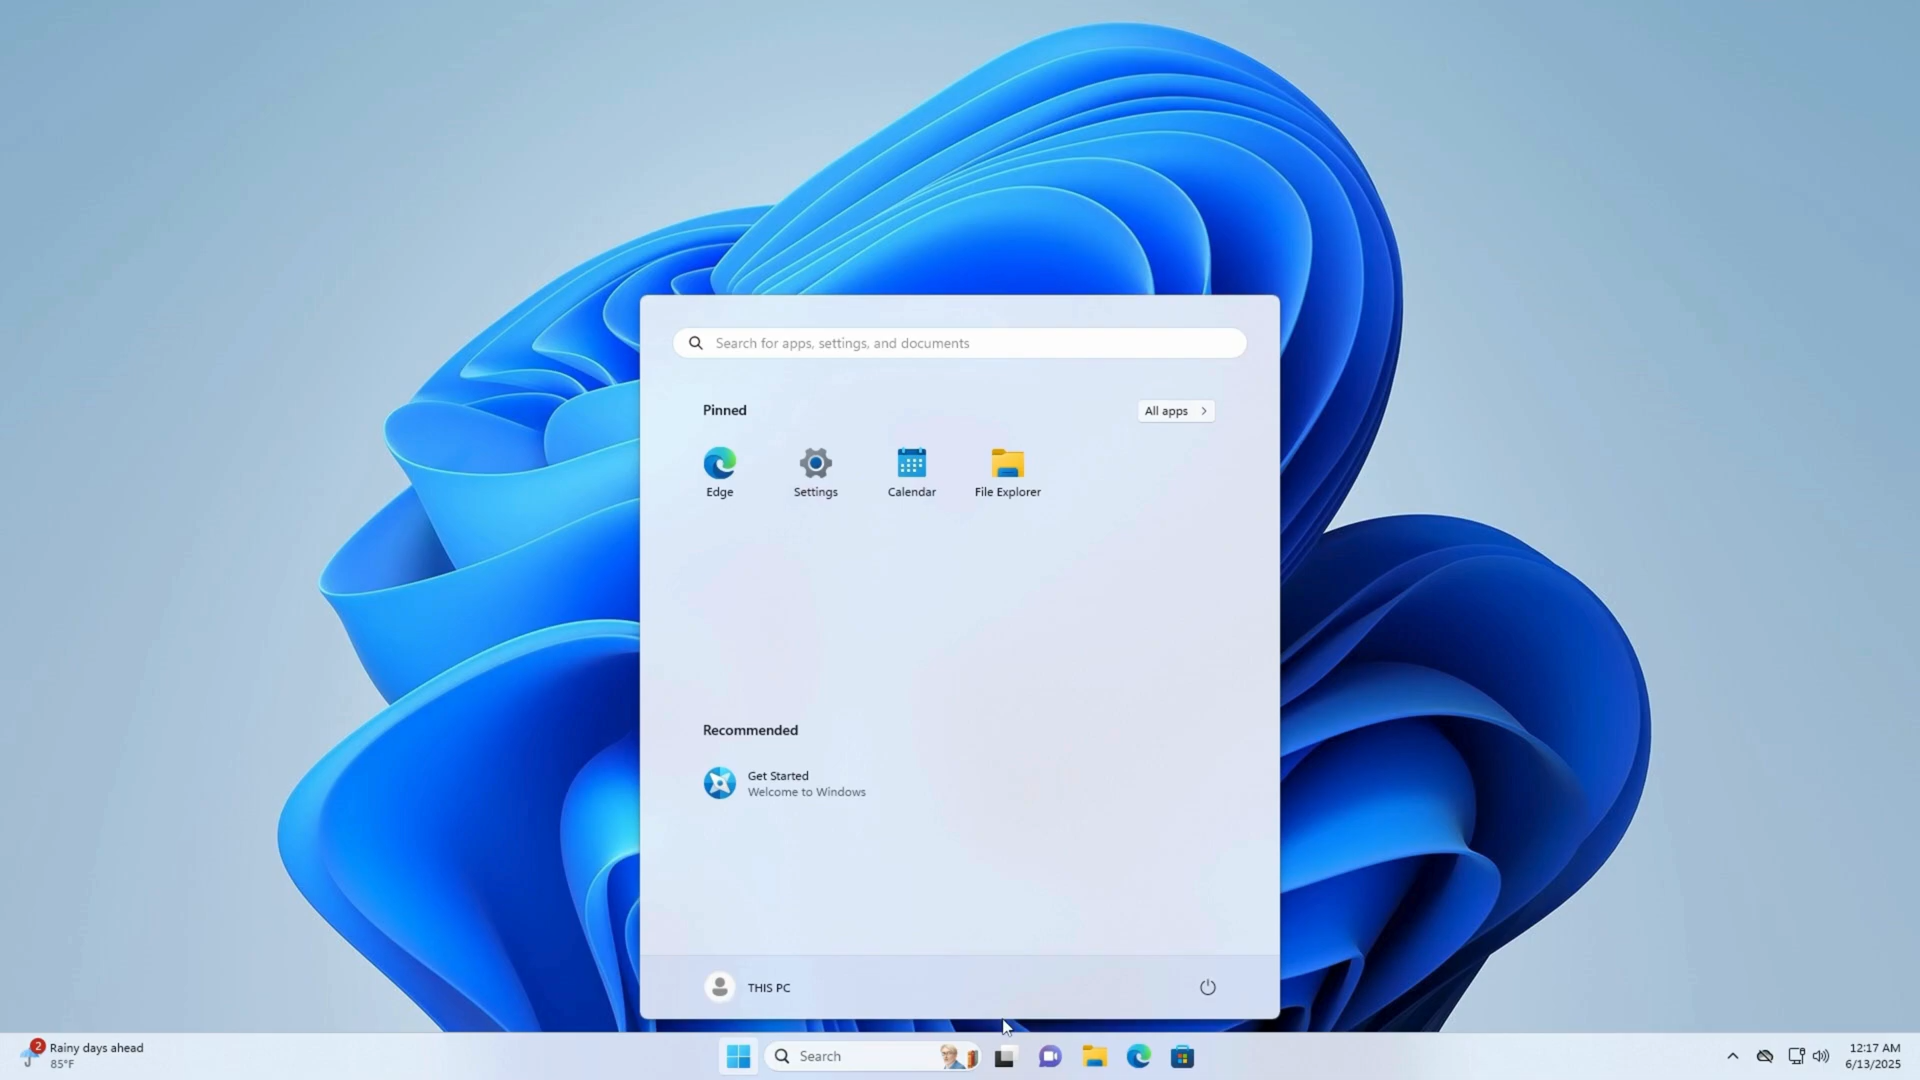 Search for apps, settings, and documents
Pinned
All apps
Edge
Settings
Calendar
File Explorer
Recommended
Get Started
Welcome to Windows
THIS PC
2
Rainy days ahead
85°F
Search
12:17 AM
6/13/2025